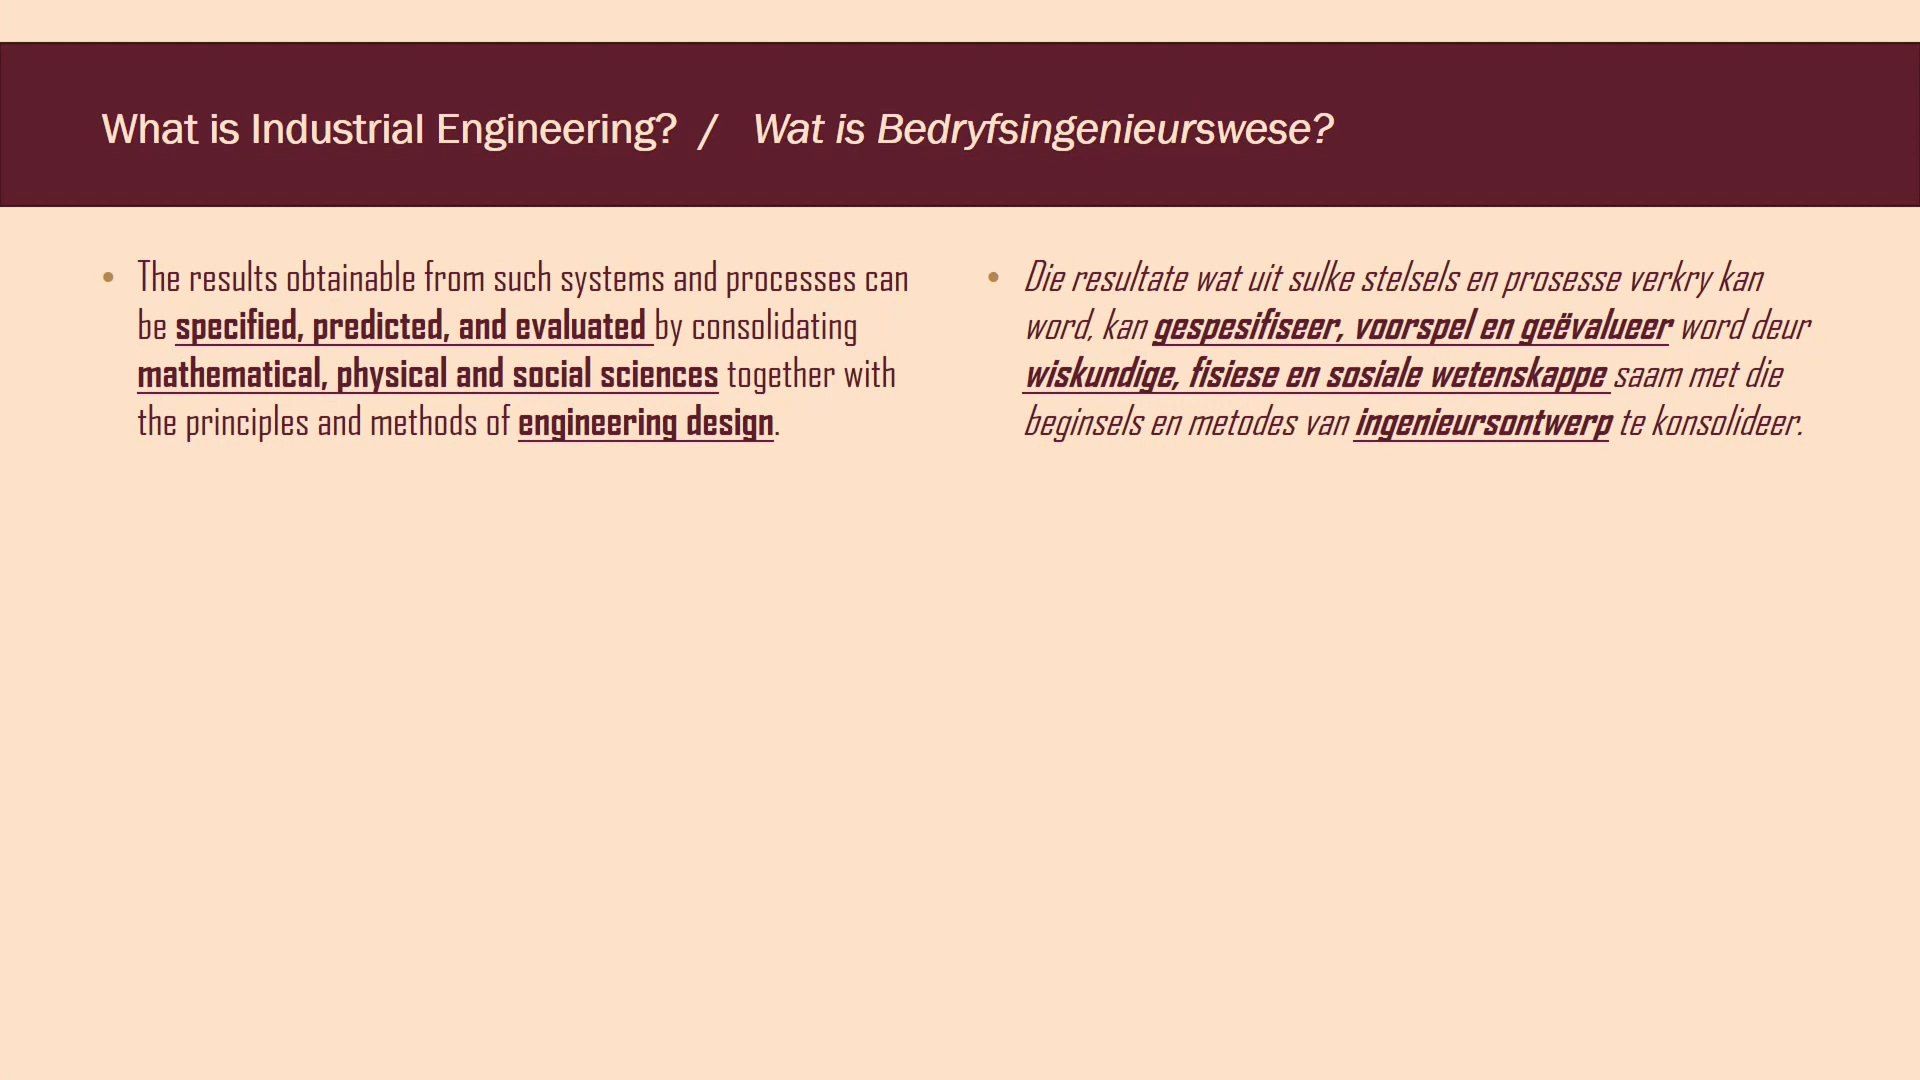 What is Industrial Engineering? / Wat is Bedryfsingenieurswese?
• The results obtainable from such systems and processes can
be specified, predicted, and evaluated by consolidating
mathematical, physical and social sciences together with
the principles and methods of engineering design.
• Die resultate wat uit sulke stelsels en prosesse verkry kan
word, kan gespesifiseer, voorspel en geëvalueer word deur
wiskundige, fisiese en sosiale wetenskappe saam met die
beginsels en metodes van ingenieursontwerp te konsolideer.